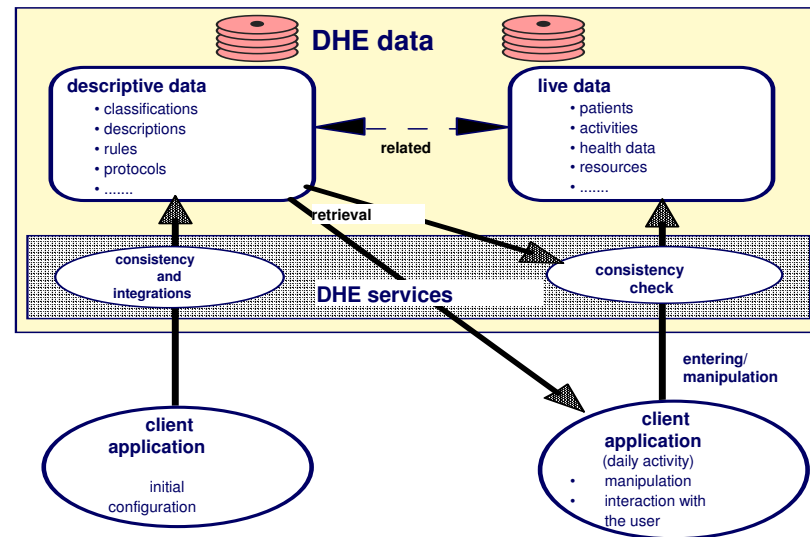 DHE data
descriptive data
• classifications
• descriptions
• rules
• protocols
• .......
live data
• patients
• activities
• health data
• resources
• .......
related
retrieval
consistency
and
integrations
DHE services
consistency
check
entering/
manipulation
client
application
initial
configuration
client
application
(daily activity)
• manipulation
• interaction with
the user